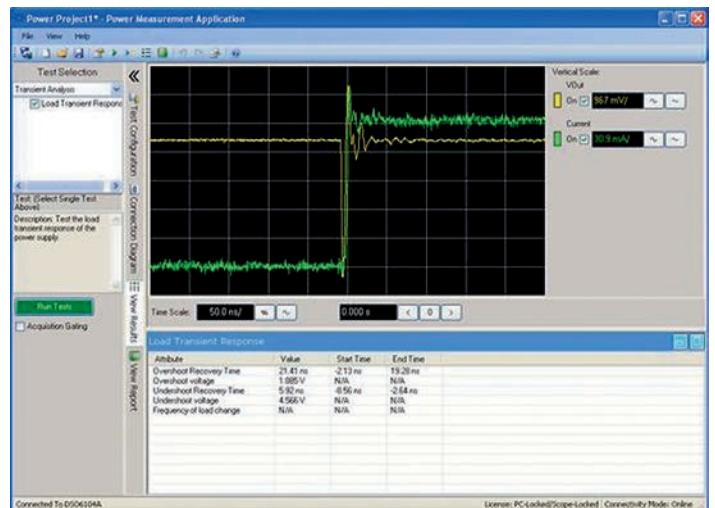 Power Project1* - Power Measurement Application
File View Help
Test Selection
Transient Analysis
Load Transient Respons
Test: (Select Single Test Above)
Description: Test the load transient response of the power supply.
Run Tests
Acquisition Gating
Test Configuration
Connection Diagram
View Results
View Report
Vertical Scale:
VOut
On 967 mV/
Current
On 30.9 mA/
Time Scale: 50.0 ns/ 0.000 s < 0 >
Load Transient Response
Attribute Value Start Time End Time
Overshoot Recovery Time 21.41 ns -2.13 ns 19.28 ns
Overshoot voltage 1.885 V N/A N/A
Undershoot Recovery Time 5.92 ns -8.56 ns -2.64 ns
Undershoot voltage 4.566 V N/A N/A
Frequency of load change N/A N/A N/A
Connected To DSO6104A License: PC-Locked/Scope-Locked Connectivity Mode: Online